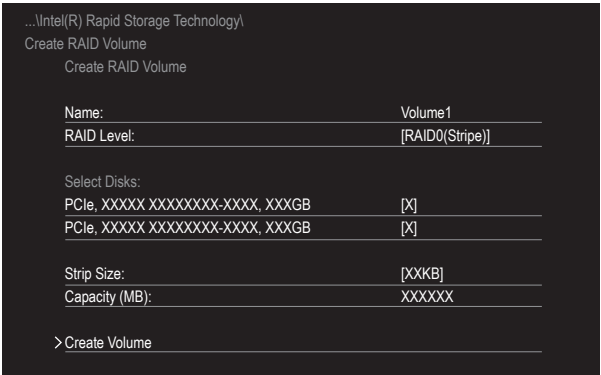 ...\Intel(R) Rapid Storage Technology\
Create RAID Volume
Create RAID Volume
Name: Volume1
RAID Level: [RAID0(Stripe)]
Select Disks:
PCIe, XXXXX XXXXXXXX-XXXX, XXXGB [X]
PCIe, XXXXX XXXXXXXX-XXXX, XXXGB [X]
Strip Size: [XXKB]
Capacity (MB): XXXXXX
>Create Volume